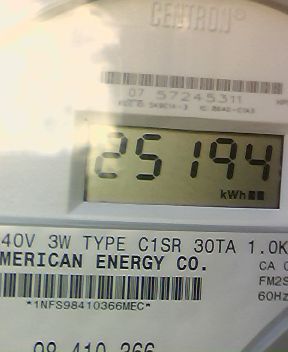 CENTRON®
07 57245311
25194
kWh
40V 3W TYPE C1SR 30TA 1.0K
MERICAN ENERGY CO.
CA
FM2S
60Hz
*1NFS98410366MEC*
98 410 366